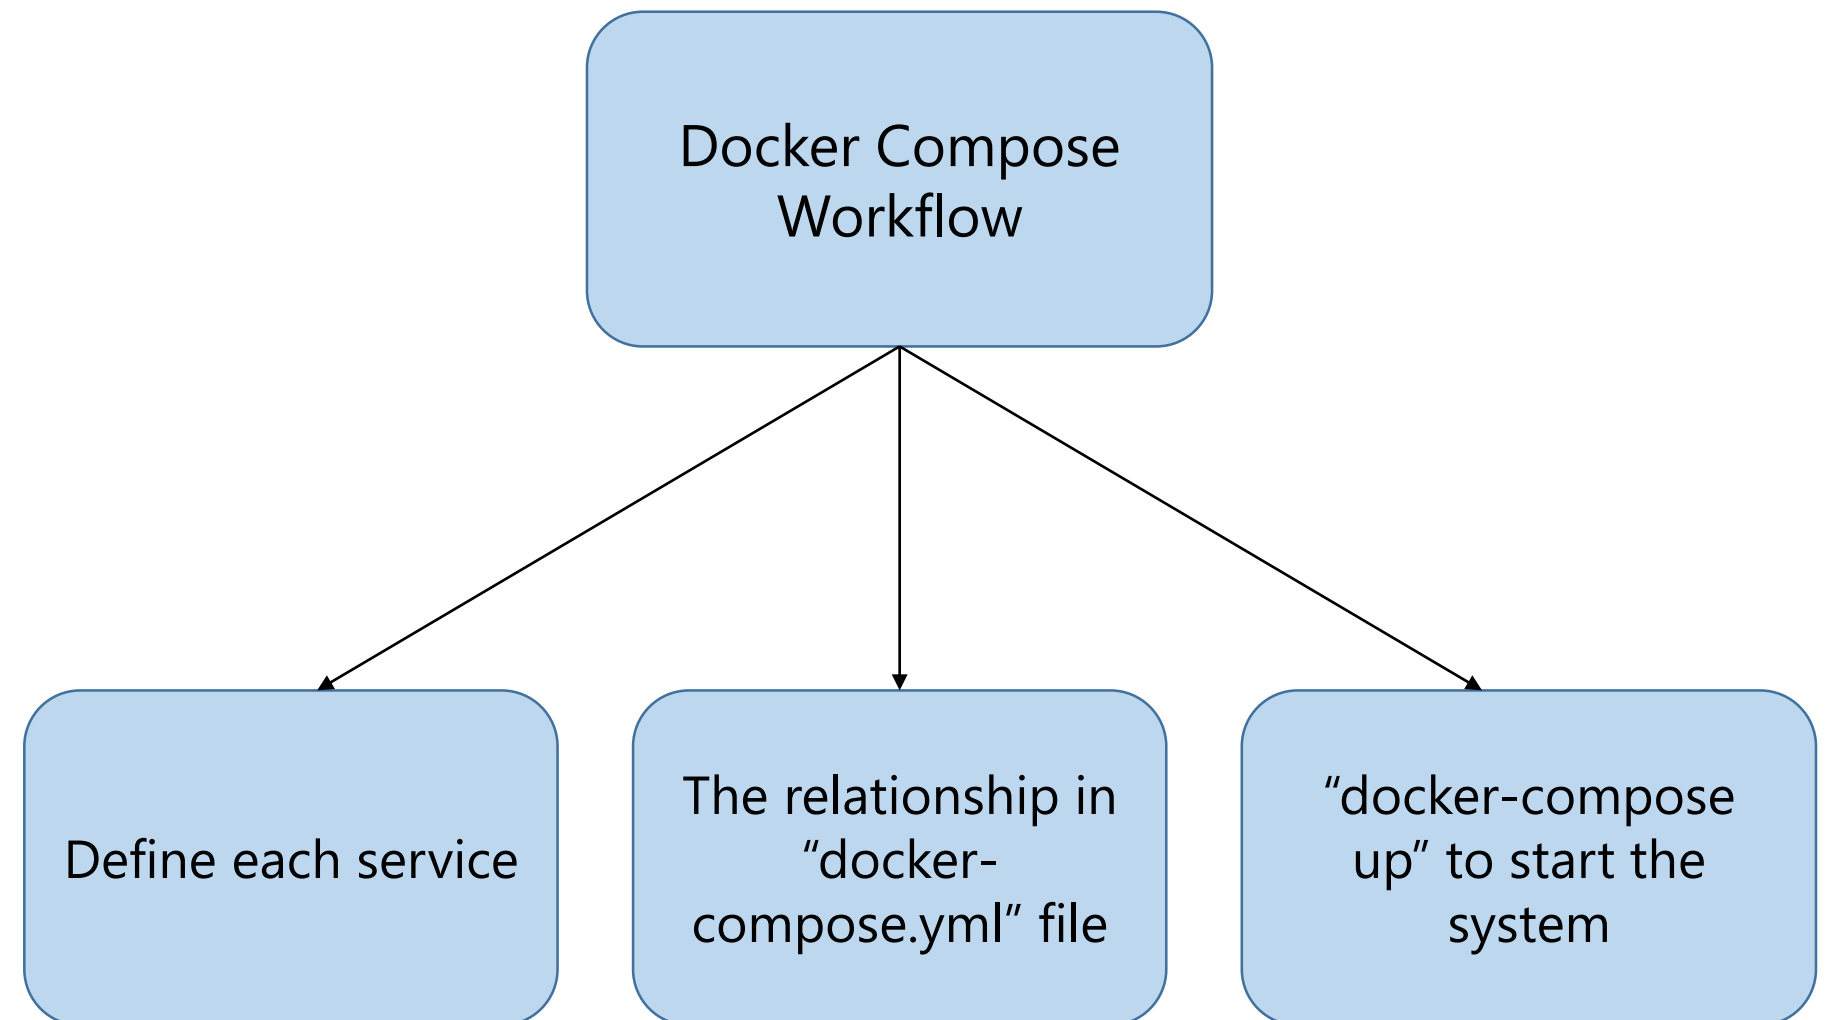 Docker Compose
Workflow
Define each service
The relationship in
“docker-
compose.yml” file
“docker-compose
up” to start the
system